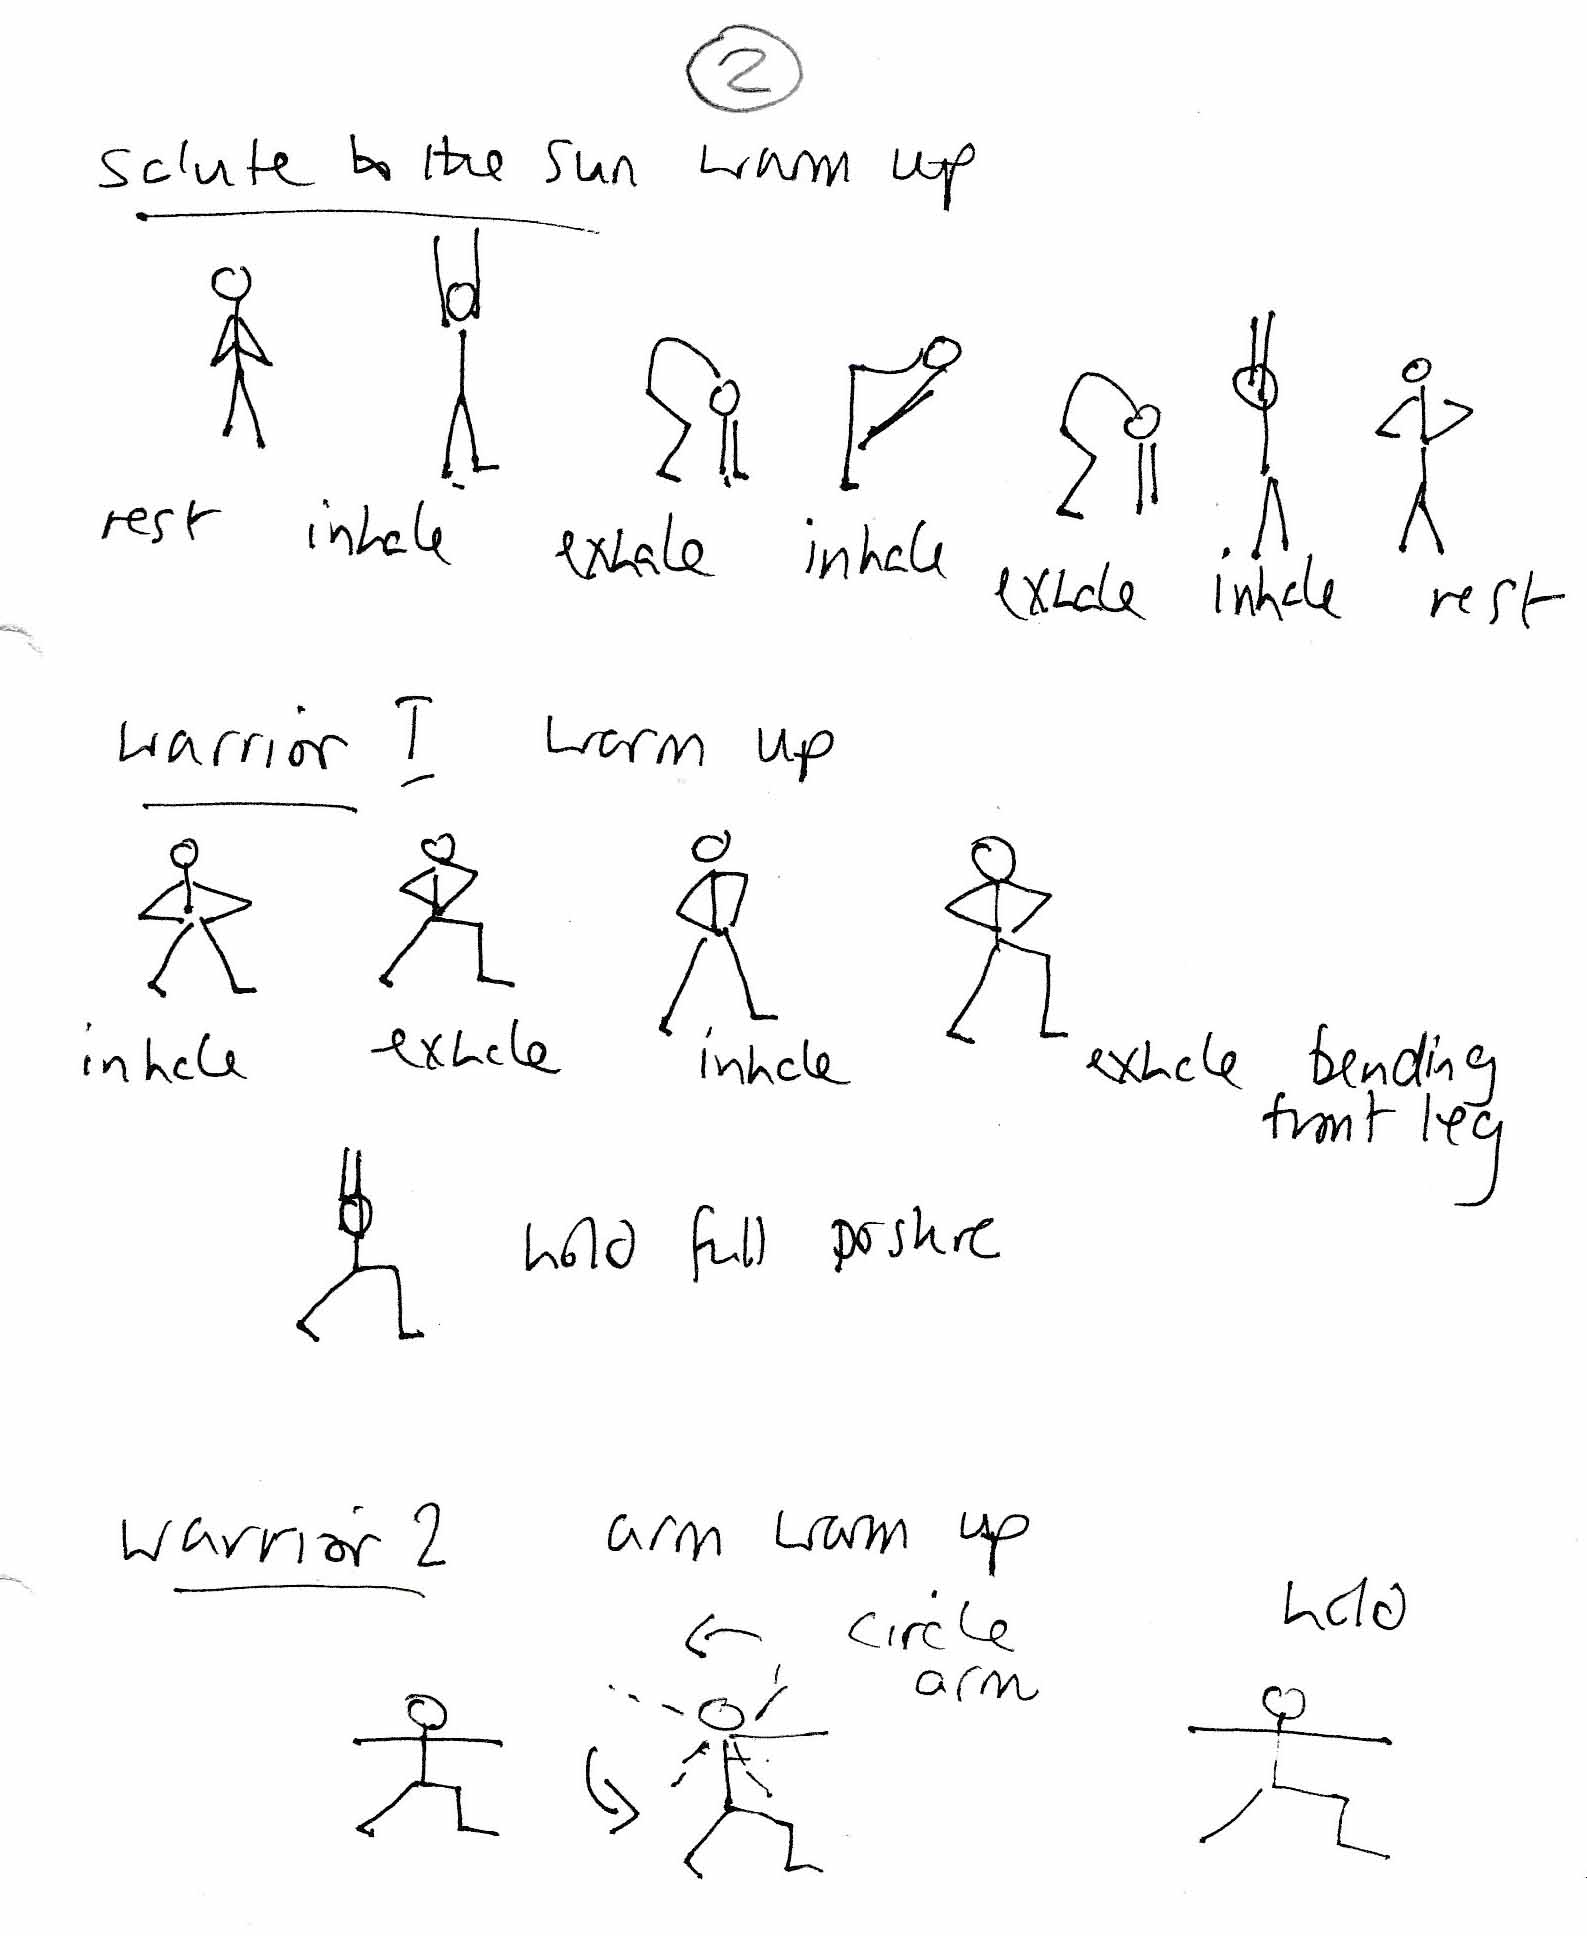 2
Salute to the Sun warm up
rest inhale exhale inhale exhale inhale rest
Warrior I warm up
inhale exhale inhale exhale bending
front leg
hold full posture
Warrior 2 arm warm up
circle
arm
hold